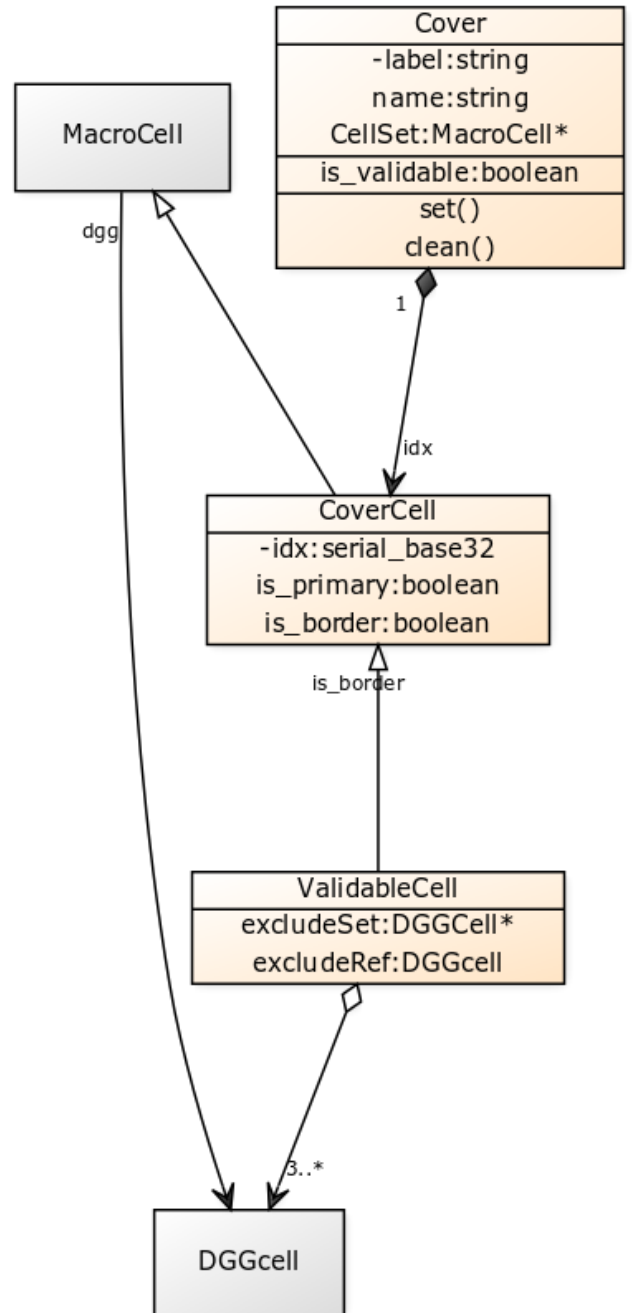 Cover
-label:string
name:string
CellSet:MacroCell*
is_validable:boolean
set()
clean()
MacroCell
dgg
1
idx
CoverCell
-idx:serial_base32
is_primary:boolean
is_border:boolean
is_border
ValidableCell
excludeSet:DGGCell*
excludeRef:DGGcell
3..*
DGGcell